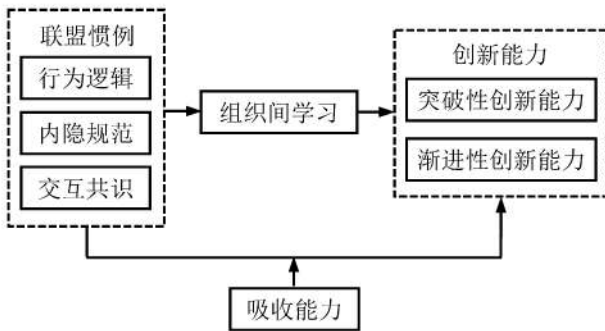 联盟惯例
行为逻辑
内隐规范
交互共识
组织间学习
创新能力
突破性创新能力
渐进性创新能力
吸收能力